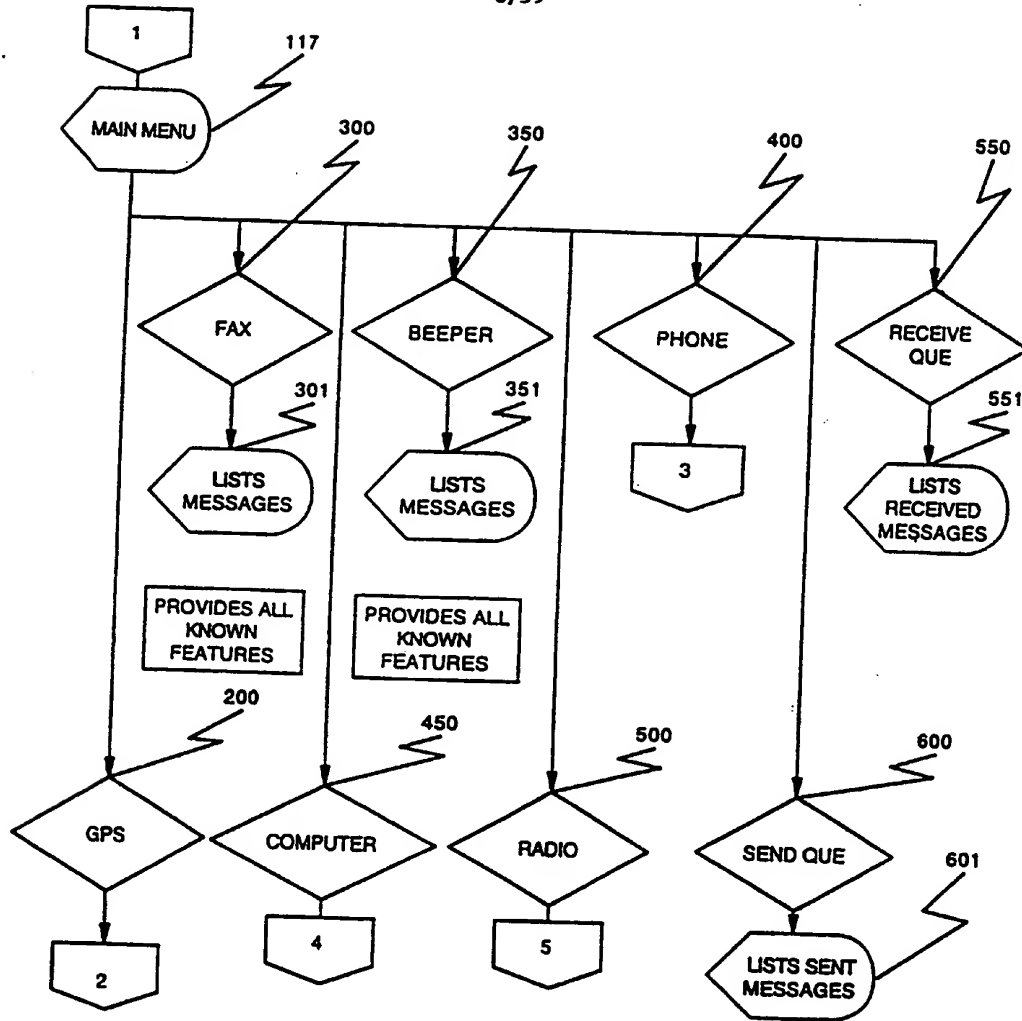 1
117
MAIN MENU
300
350
400
550
FAX
BEEPER
PHONE
RECEIVE
QUE
301
351
551
LISTS
MESSAGES
LISTS
MESSAGES
3
LISTS
RECEIVED
MESSAGES
PROVIDES ALL
KNOWN
FEATURES
PROVIDES ALL
KNOWN
FEATURES
200
450
500
600
GPS
COMPUTER
RADIO
SEND QUE
601
2
4
5
LISTS SENT
MESSAGES